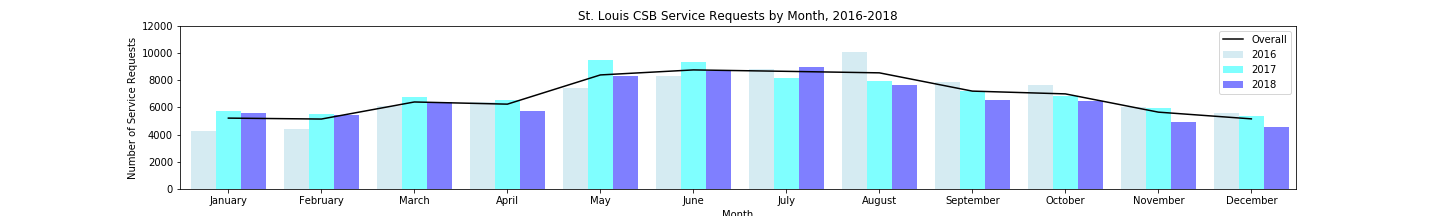 St. Louis CSB Service Requests by Month, 2016-2018
Number of Service Requests
12000
10000
8000
6000
4000
2000
0
Overall
2016
2017
2018
January February March April May June July August September October November December
Month